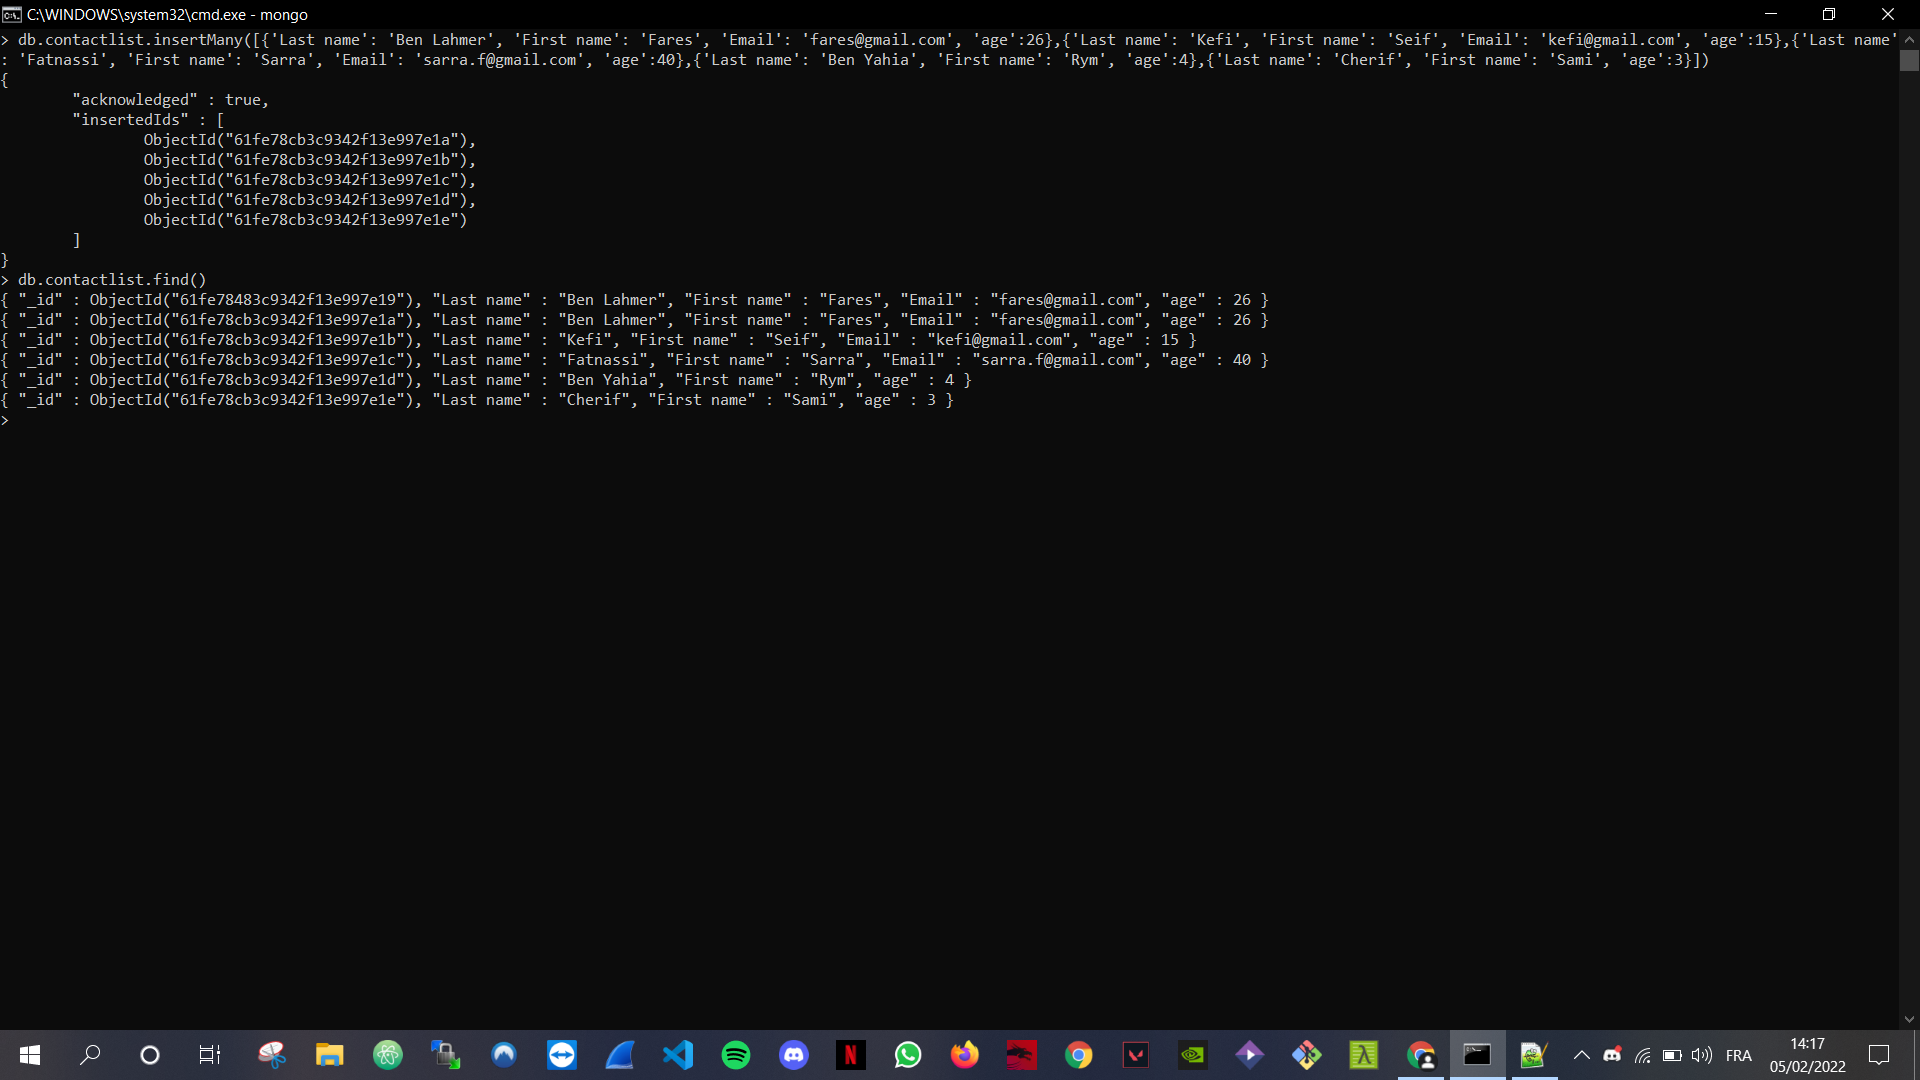 C:\WINDOWS\system32\cmd.exe - mongo
> db.contactlist.insertMany([{'Last name': 'Ben Lahmer', 'First name': 'Fares', 'Email': 'fares@gmail.com', 'age':26},{'Last name': 'Kefi', 'First name': 'Seif', 'Email': 'kefi@gmail.com', 'age':15},{'Last name'
: 'Fatnassi', 'First name': 'Sarra', 'Email': 'sarra.f@gmail.com', 'age':40},{'Last name': 'Ben Yahia', 'First name': 'Rym', 'age':4},{'Last name': 'Cherif', 'First name': 'Sami', 'age':3}])
{
        "acknowledged" : true,
        "insertedIds" : [
                ObjectId("61fe78cb3c9342f13e997e1a"),
                ObjectId("61fe78cb3c9342f13e997e1b"),
                ObjectId("61fe78cb3c9342f13e997e1c"),
                ObjectId("61fe78cb3c9342f13e997e1d"),
                ObjectId("61fe78cb3c9342f13e997e1e")
        ]
}
> db.contactlist.find()
{ "_id" : ObjectId("61fe78483c9342f13e997e19"), "Last name" : "Ben Lahmer", "First name" : "Fares", "Email" : "fares@gmail.com", "age" : 26 }
{ "_id" : ObjectId("61fe78cb3c9342f13e997e1a"), "Last name" : "Ben Lahmer", "First name" : "Fares", "Email" : "fares@gmail.com", "age" : 26 }
{ "_id" : ObjectId("61fe78cb3c9342f13e997e1b"), "Last name" : "Kefi", "First name" : "Seif", "Email" : "kefi@gmail.com", "age" : 15 }
{ "_id" : ObjectId("61fe78cb3c9342f13e997e1c"), "Last name" : "Fatnassi", "First name" : "Sarra", "Email" : "sarra.f@gmail.com", "age" : 40 }
{ "_id" : ObjectId("61fe78cb3c9342f13e997e1d"), "Last name" : "Ben Yahia", "First name" : "Rym", "age" : 4 }
{ "_id" : ObjectId("61fe78cb3c9342f13e997e1e"), "Last name" : "Cherif", "First name" : "Sami", "age" : 3 }
>
FRA
14:17
05/02/2022